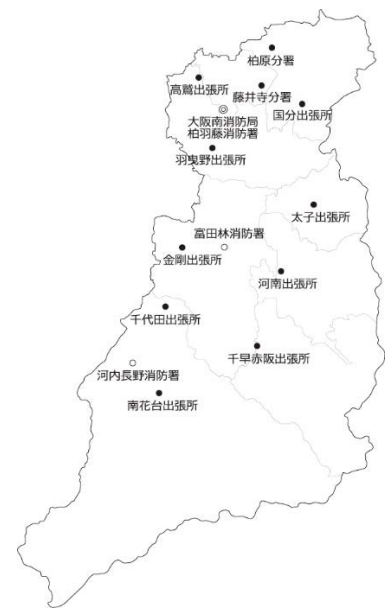 柏原分署
高鷲出張所
藤井寺分署
国分出張所
大阪南消防局
柏羽藤消防署
羽曳野出張所
太子出張所
富田林消防署
金剛出張所
河南出張所
千代田出張所
千早赤阪出張所
河内長野消防署
南花台出張所